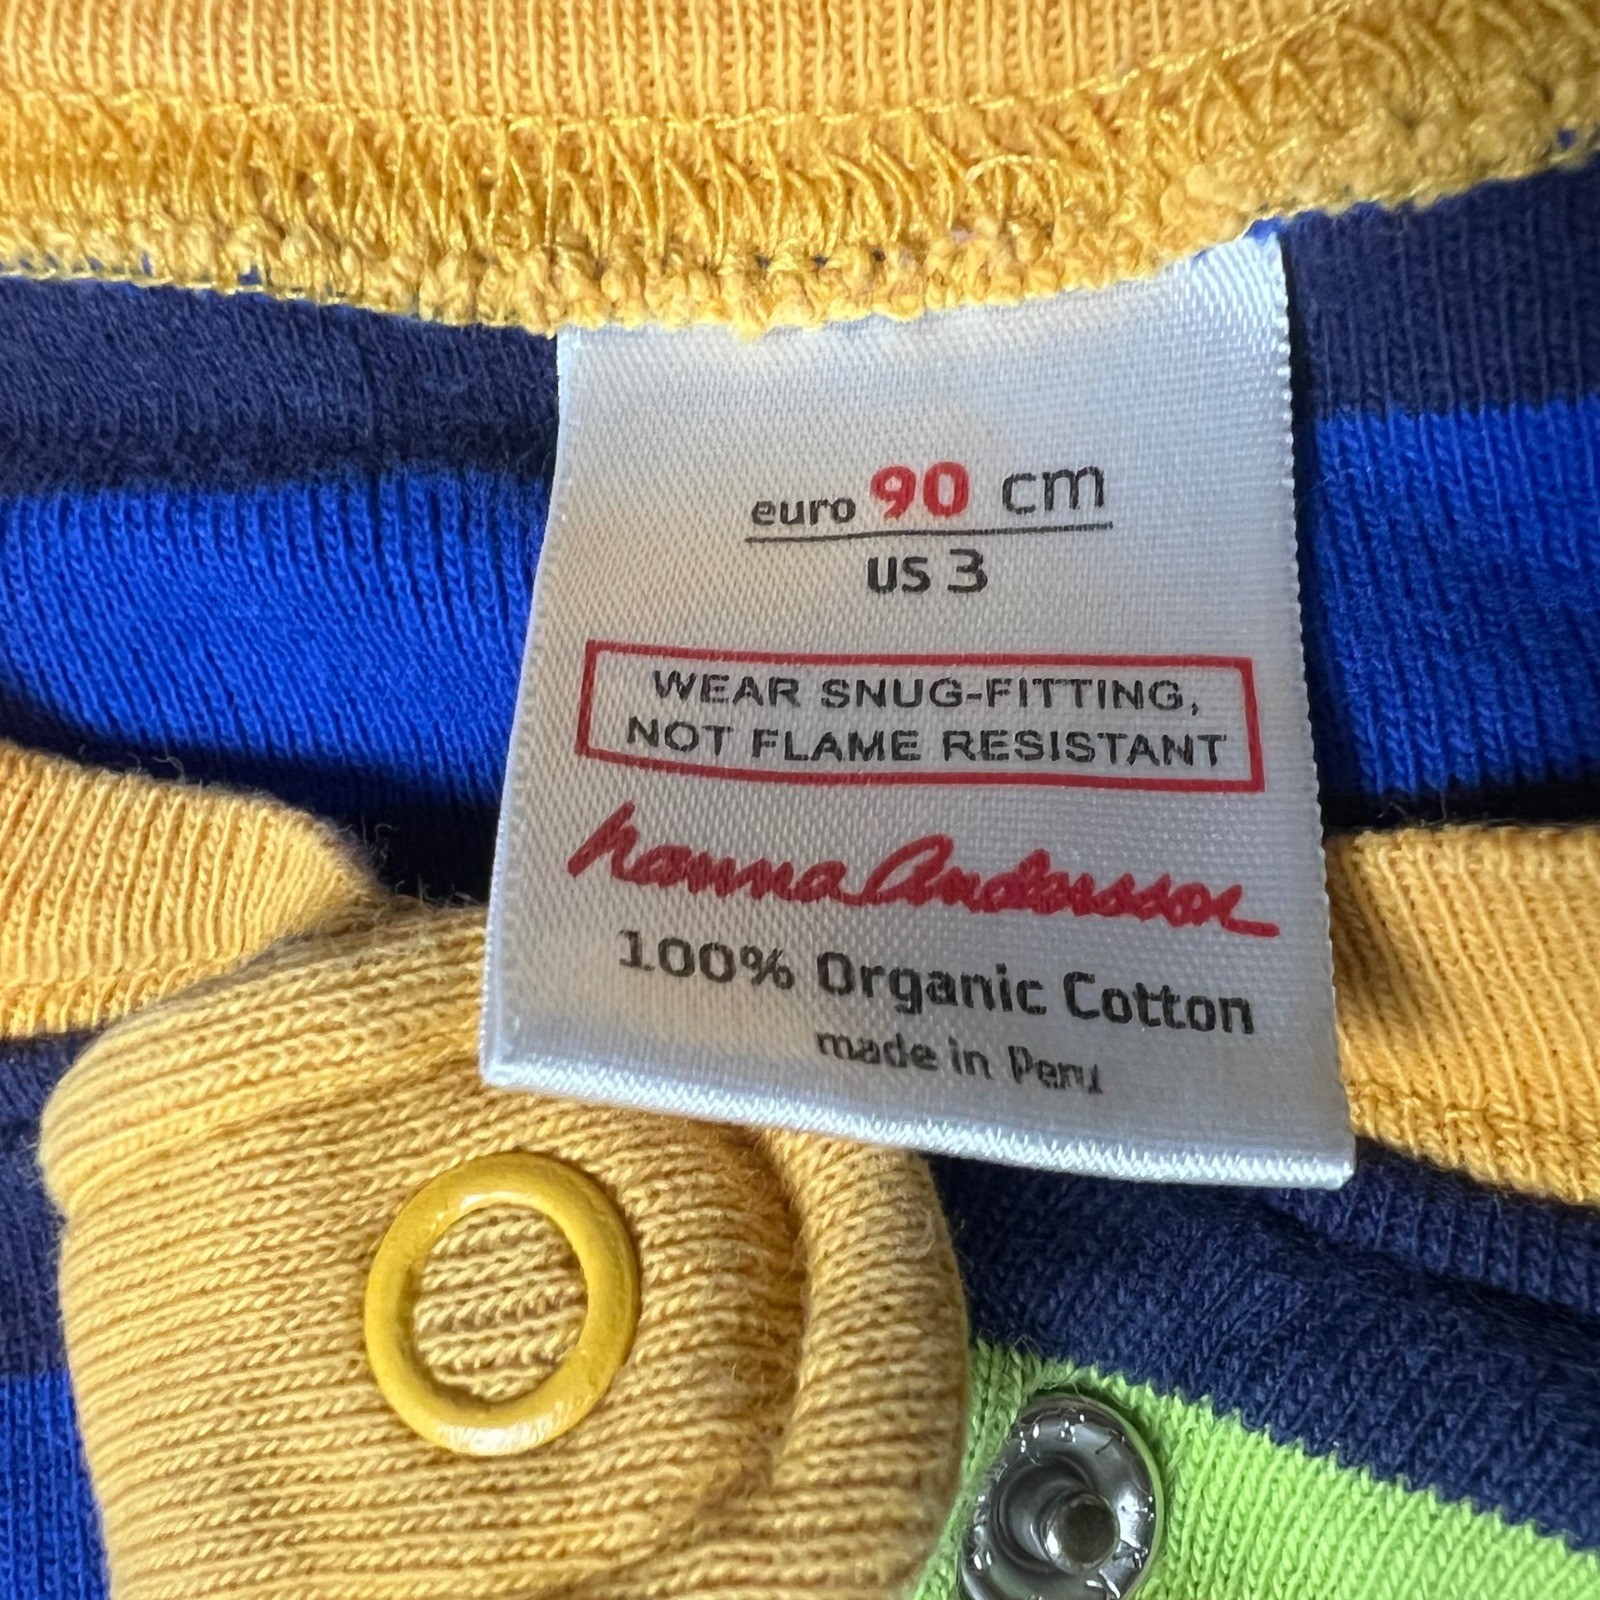 euro 90 cm
US 3
WEAR SNUG-FITTING,
NOT FLAME RESISTANT
hanna Andersson
100% Organic Cotton
made in Peru